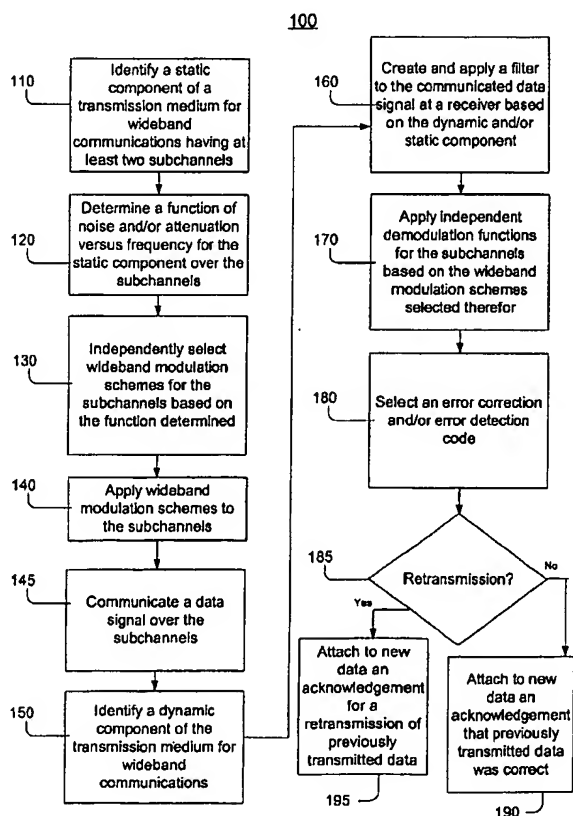 100
110
Identify a static
component of a
transmission medium for
wideband
communications having at
least two subchannels
120
Determine a function of
noise and/or attenuation
versus frequency for the
static component over the
subchannels
130
Independently select
wideband modulation
schemes for the
subchannels based on
the function determined
140
Apply wideband
modulation schemes to
the subchannels
145
Communicate a data
signal over the
subchannels
150
Identify a dynamic
component of the
transmission medium for
wideband
communications
160
Create and apply a filter
to the communicated data
signal at a receiver based
on the dynamic and/or
static component
170
Apply independent
demodulation functions
for the subchannels
based on the wideband
modulation schemes
selected therefor
180
Select an error correction
and/or error detection
code
185
Retransmission?
Yes
No
Attach to new
data an
acknowledgement
for a
retransmission of
previously
transmitted data
195
Attach to new
data an
acknowledgement
that previously
transmitted data
was correct
190